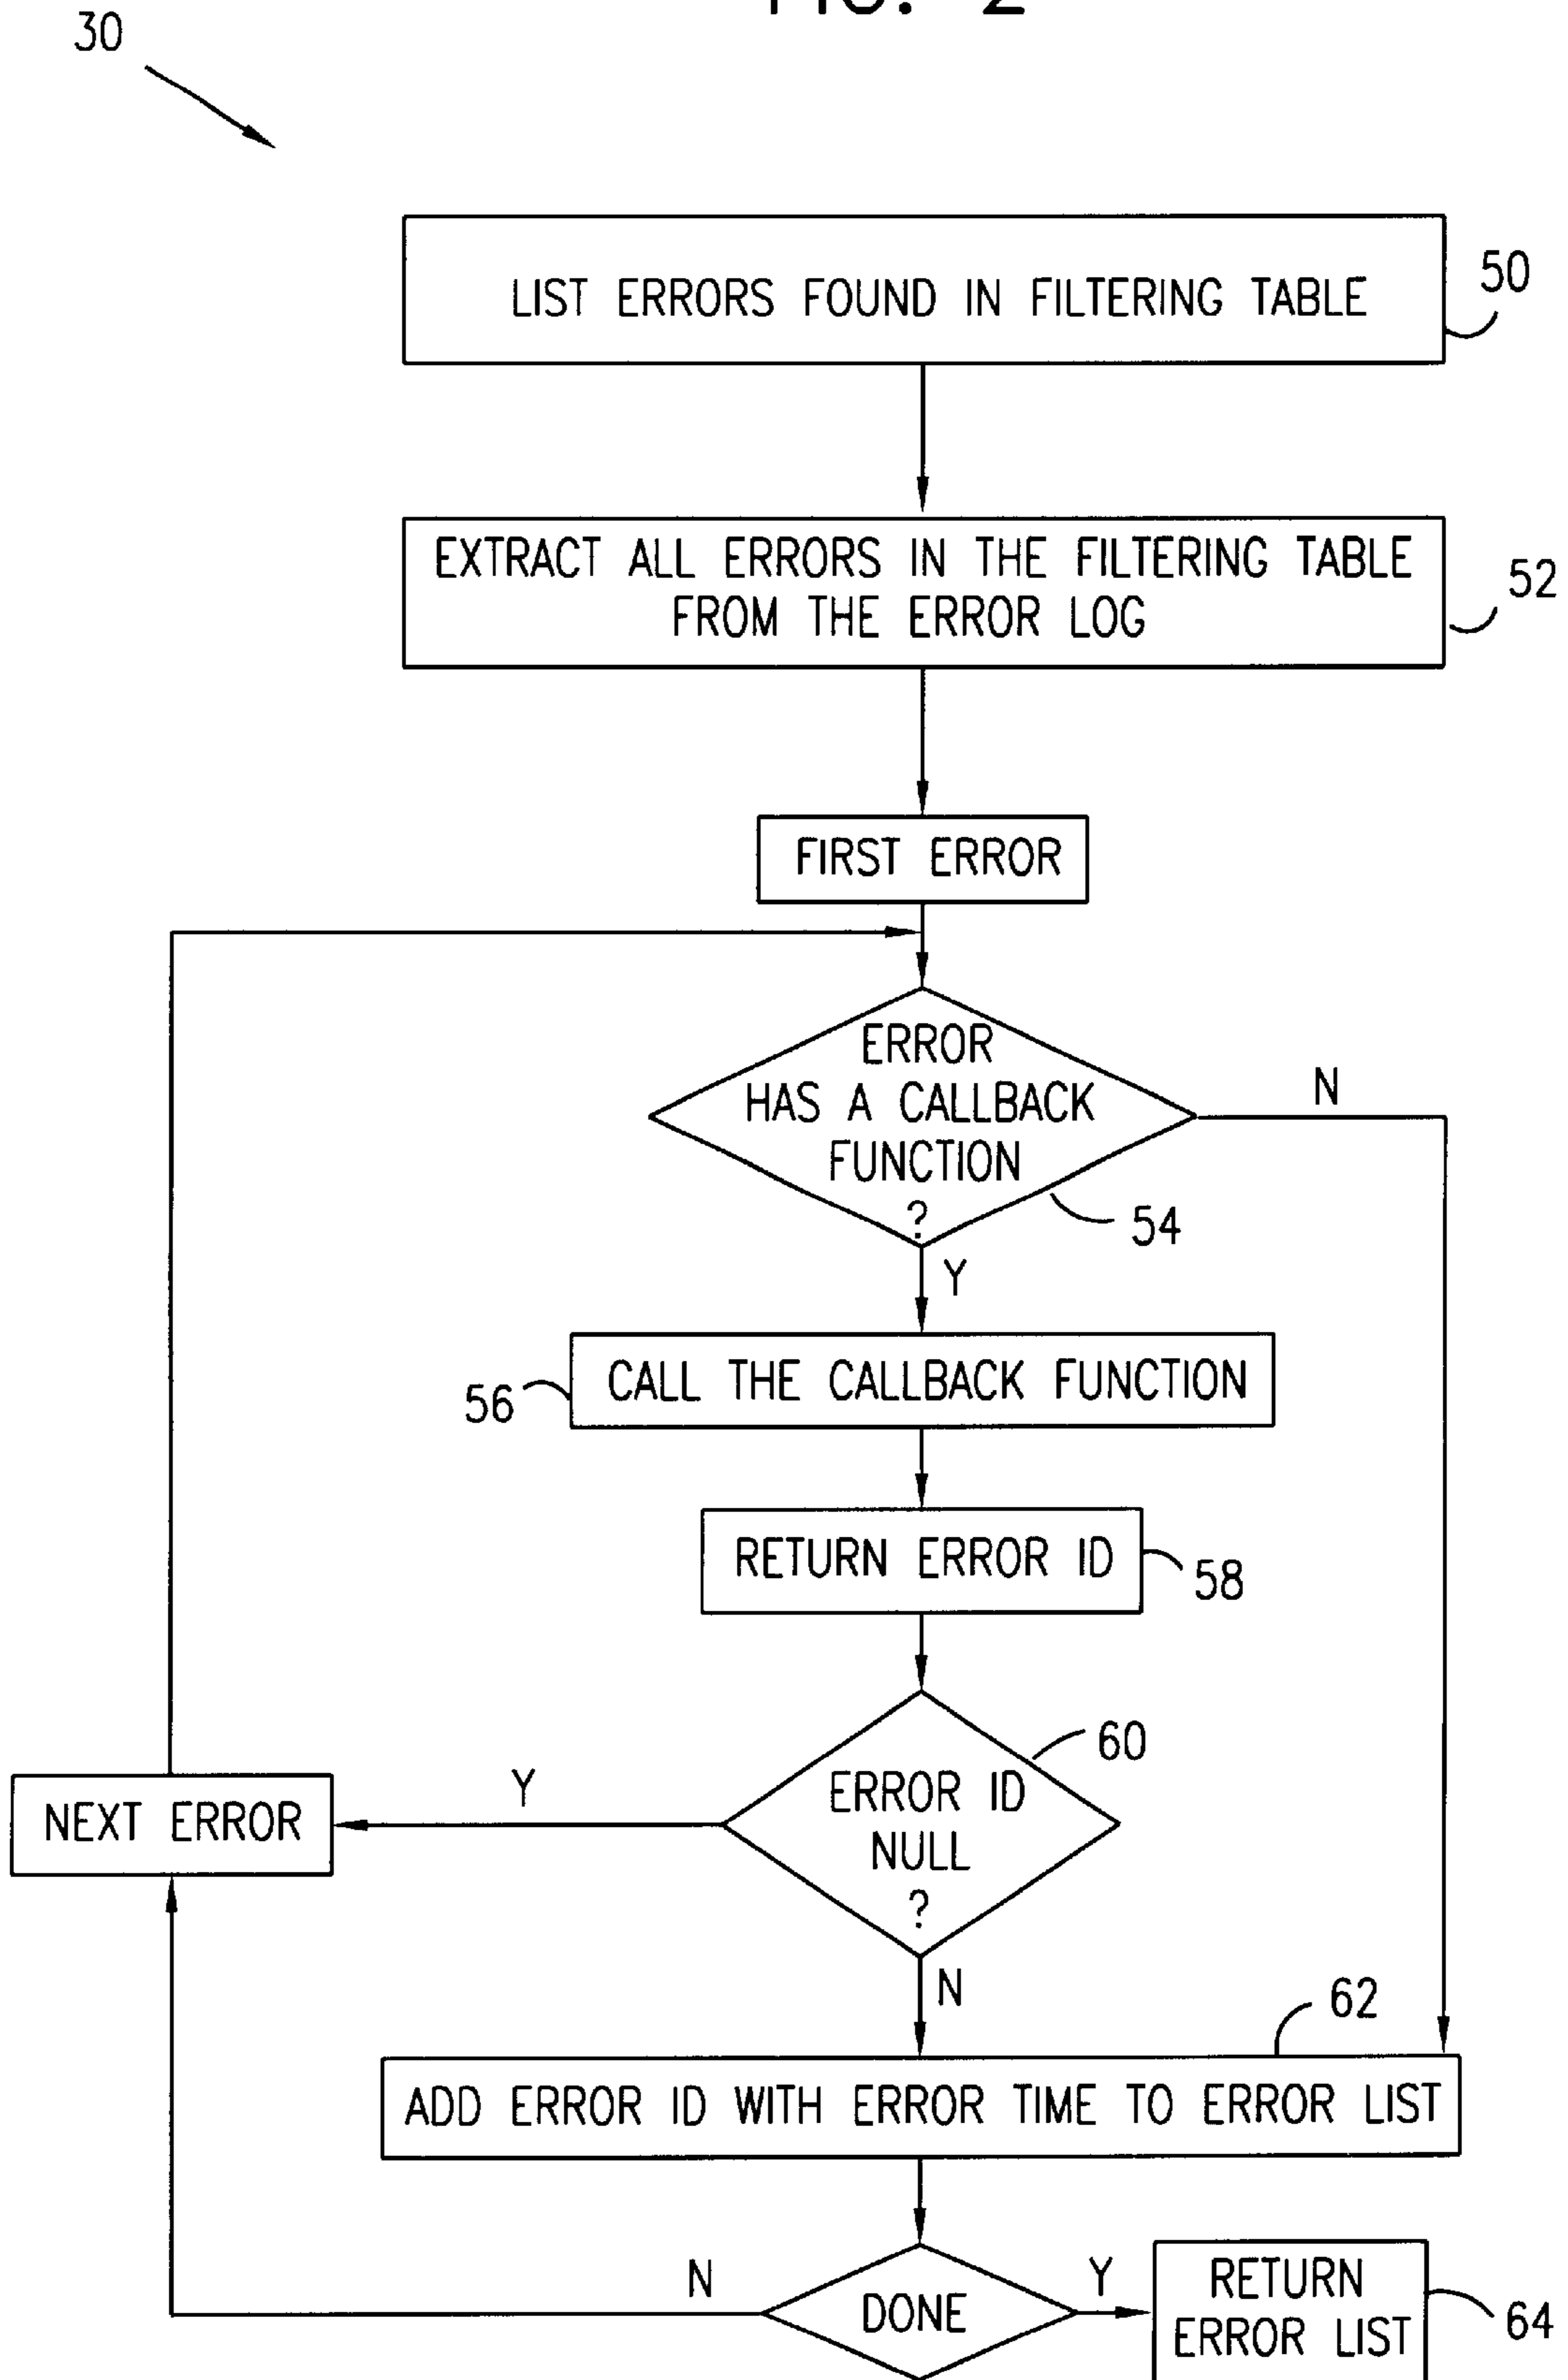 FIG. 2
30
LIST ERRORS FOUND IN FILTERING TABLE
50
EXTRACT ALL ERRORS IN THE FILTERING TABLE
FROM THE ERROR LOG
52
FIRST ERROR
ERROR
HAS A CALLBACK
FUNCTION
?
N
54
Y
CALL THE CALLBACK FUNCTION
56
RETURN ERROR ID
58
60
ERROR ID
NULL
?
Y
NEXT ERROR
N
62
ADD ERROR ID WITH ERROR TIME TO ERROR LIST
N
DONE
Y
RETURN
ERROR LIST
64